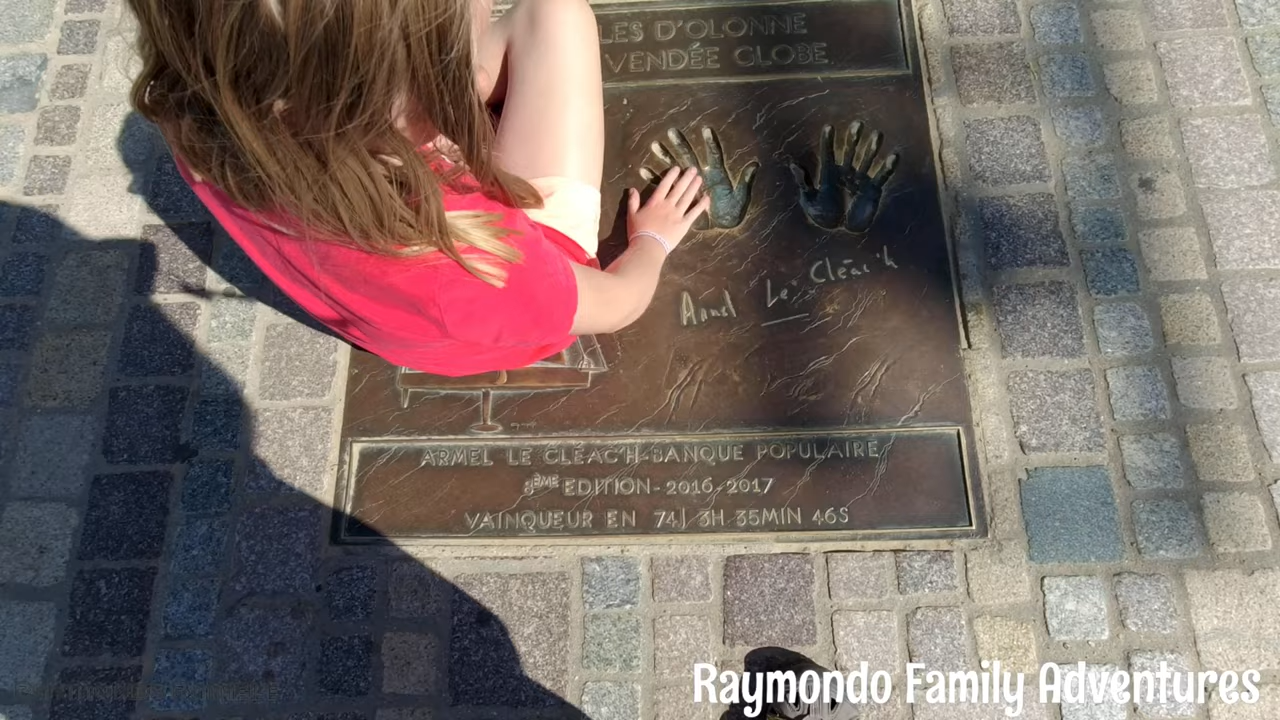 LES D'OLONNE
VENDÉE GLOBE
Armel Le Cléac'h
ARMEL LE CLÉAC'H-BANQUE POPULAIRE
8ÈME EDITION-2016-2017
VAINQUEUR EN 74J 3H 35MIN 46S
Raymondo Family Adventures